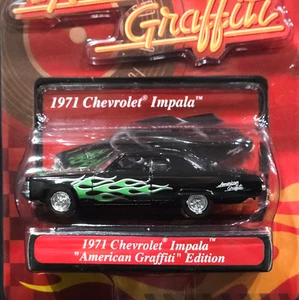 Graffiti
1971 Chevrolet® Impala™
American
Graffiti
1971 Chevrolet® Impala™
"American Graffiti" Edition